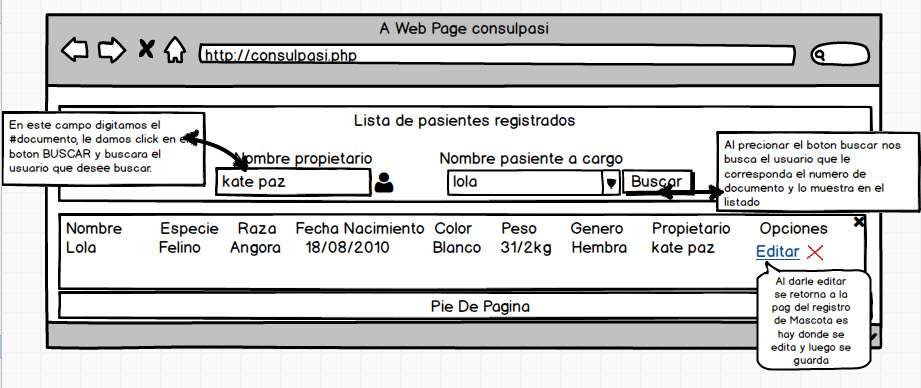 A Web Page consulpasi
http://consulpasi.php
Lista de pasientes registrados
En este campo digitamos el
#documento, le damos click en el
boton BUSCAR y buscara el
usuario que desee buscar.
Nombre propietario
Nombre pasiente a cargo
kate paz
lola
Buscar
Al precionar el boton buscar nos
busca el usuario que le
corresponda el numero de
documento y lo muestra en el
listado
Nombre Especie Raza Fecha Nacimiento Color Peso Genero Propietario Opciones
Lola Felino Angora 18/08/2010 Blanco 31/2kg Hembra kate paz Editar
Pie De Pagina
Al darle editar
se retorna a la
pag del registro
de Mascota es
hay donde se
edita y luego se
guarda